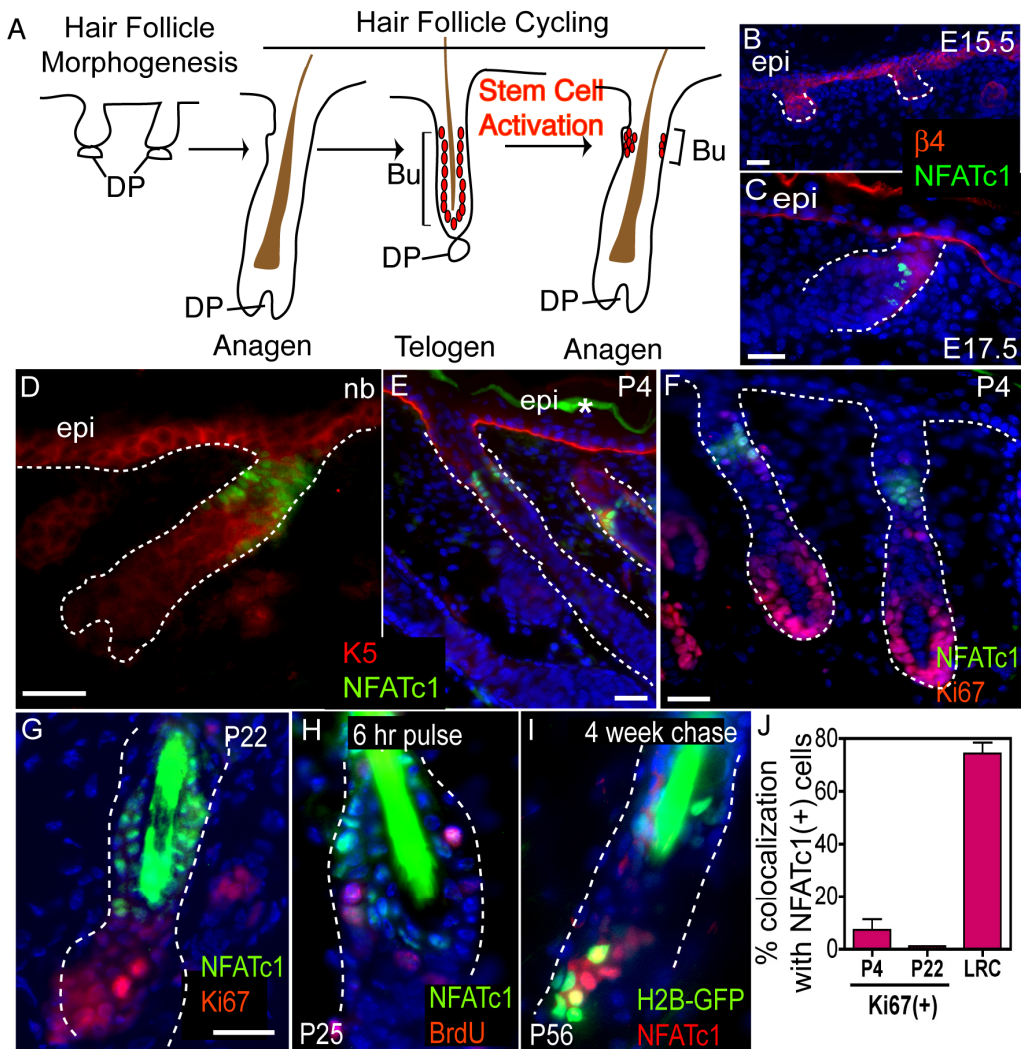 A
Hair Follicle
Morphogenesis
Hair Follicle Cycling
Stem Cell
Activation
DP
Bu
Bu
DP
DP
DP
Anagen
Telogen
Anagen
B
E15.5
epi
β4
NFATc1
C
epi
E17.5
D
nb
epi
K5
NFATc1
E
P4
epi
*
F
P4
NFATc1
Ki67
G
P22
NFATc1
Ki67
H
6 hr pulse
P25
NFATc1
BrdU
I
4 week chase
P56
H2B-GFP
NFATc1
J
% colocalization
with NFATc1(+) cells
80
60
40
20
0
P4
P22
LRC
Ki67(+)